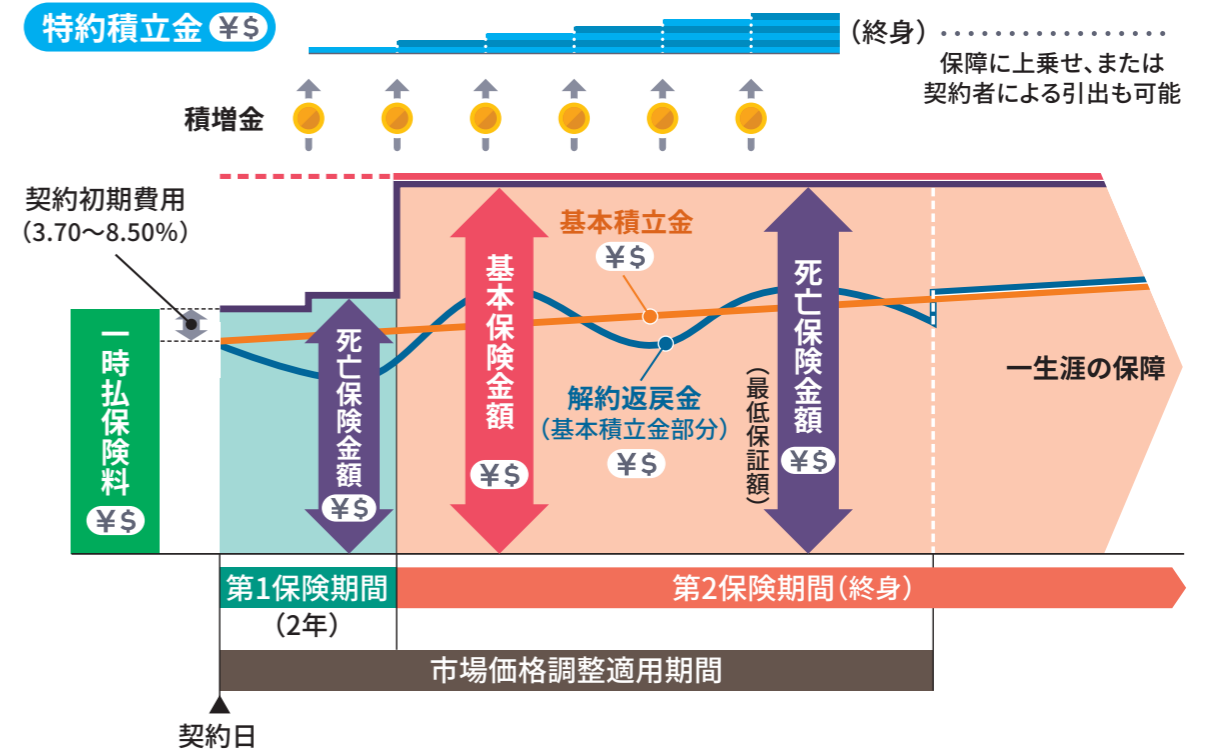 特約積立金 ¥$
(終身)
保障に上乗せ、または
契約者による引出も可能
積増金
契約初期費用
(3.70〜8.50%)
一時払保険料
¥$
死亡保険金額
¥$
基本保険金額
¥$
基本積立金
¥$
解約返戻金
(基本積立金部分)
¥$
死亡保険金額
(最低保証額)
¥$
一生涯の保障
第1保険期間
(2年)
第2保険期間(終身)
市場価格調整適用期間
契約日